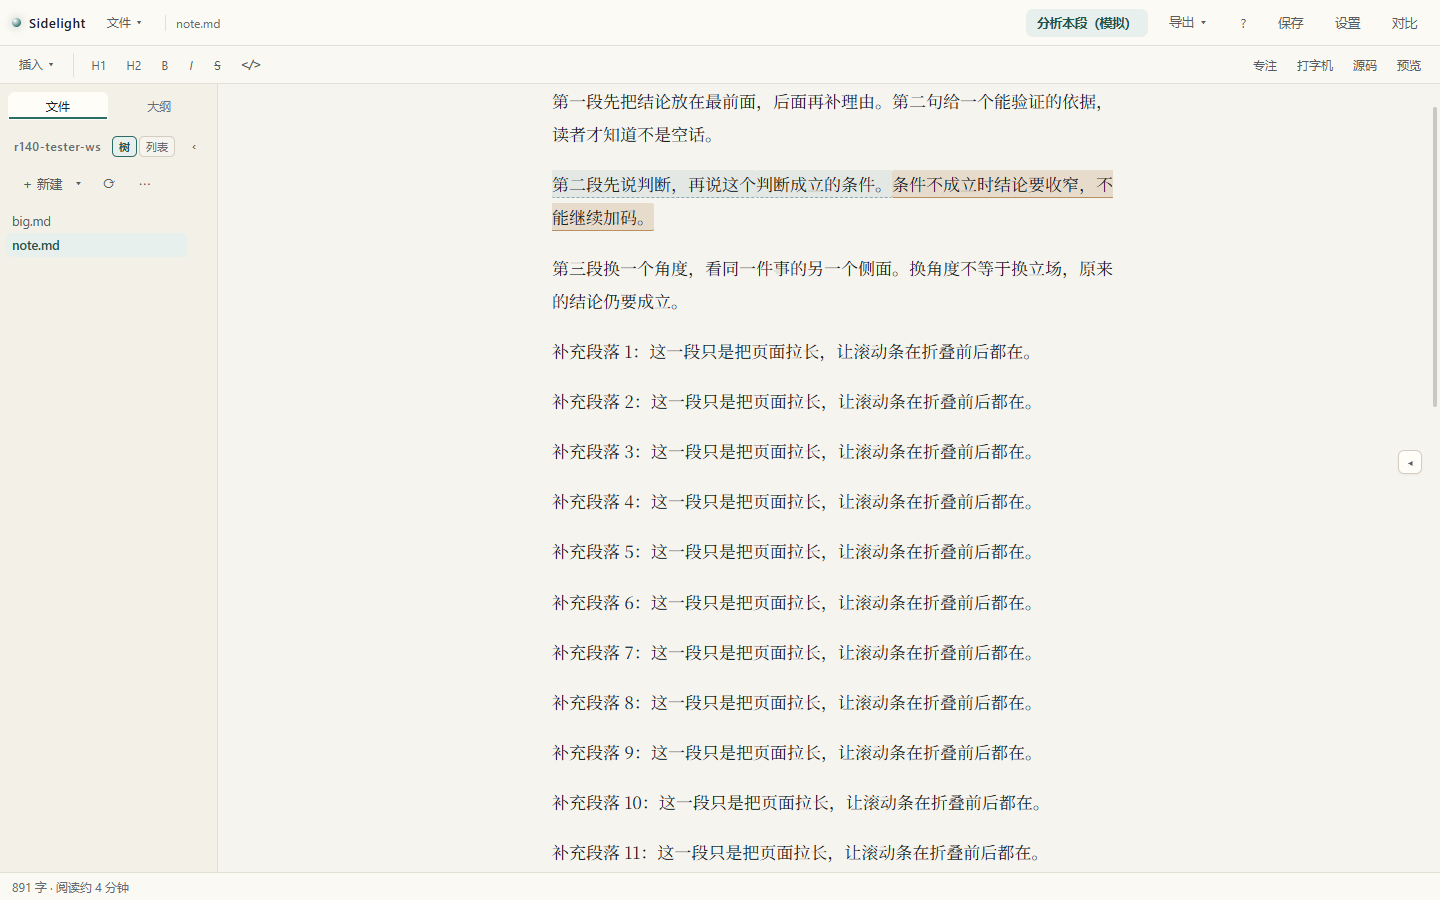 Sidelight 文件 ▾ note.md 分析本段（模拟） 导出 ▾ ? 保存 设置 对比
插入 ▾ H1 H2 B I S </> 专注 打字机 源码 预览
文件 大纲
r140-tester-ws 树 列表 ‹
+ 新建 ▾ ⟳ ···
big.md
note.md
第一段先把结论放在最前面，后面再补理由。第二句给一个能验证的依据，
读者才知道不是空话。
第二段先说判断，再说这个判断成立的条件。条件不成立时结论要收窄，不
能继续加码。
第三段换一个角度，看同一件事的另一个侧面。换角度不等于换立场，原来
的结论仍要成立。
补充段落 1：这一段只是把页面拉长，让滚动条在折叠前后都在。
补充段落 2：这一段只是把页面拉长，让滚动条在折叠前后都在。
补充段落 3：这一段只是把页面拉长，让滚动条在折叠前后都在。
◂
补充段落 4：这一段只是把页面拉长，让滚动条在折叠前后都在。
补充段落 5：这一段只是把页面拉长，让滚动条在折叠前后都在。
补充段落 6：这一段只是把页面拉长，让滚动条在折叠前后都在。
补充段落 7：这一段只是把页面拉长，让滚动条在折叠前后都在。
补充段落 8：这一段只是把页面拉长，让滚动条在折叠前后都在。
补充段落 9：这一段只是把页面拉长，让滚动条在折叠前后都在。
补充段落 10：这一段只是把页面拉长，让滚动条在折叠前后都在。
补充段落 11：这一段只是把页面拉长，让滚动条在折叠前后都在。
891 字 · 阅读约 4 分钟